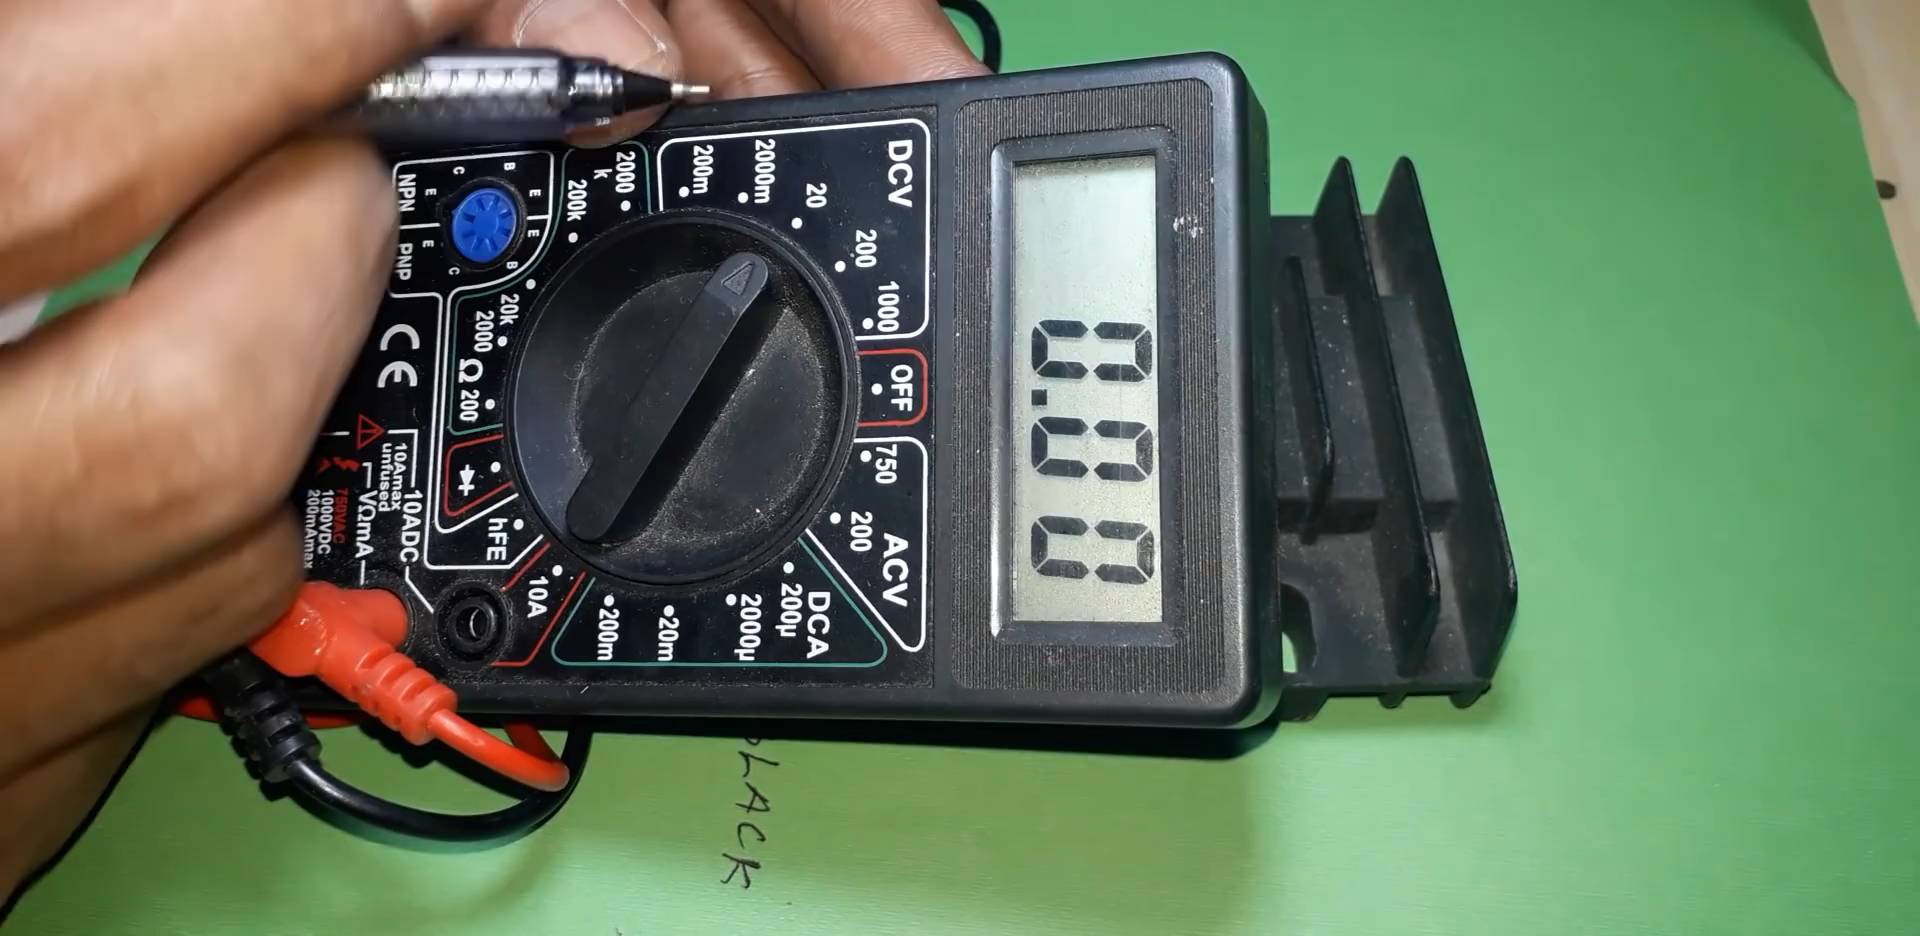 0.00
DCV
200m
2000m
20
200
1000
OFF
750
200
ACV
DCA
200µ
2000µ
20m
200m
10A
hFE
Ω
200
2000
20k
200k
2000
k
B
E
C
E
NPN
E
B
E
C
PNP
CE
10Amax
unfused
10ADC
VΩmA
750VAC
1000VDC
200mAmax
LACK